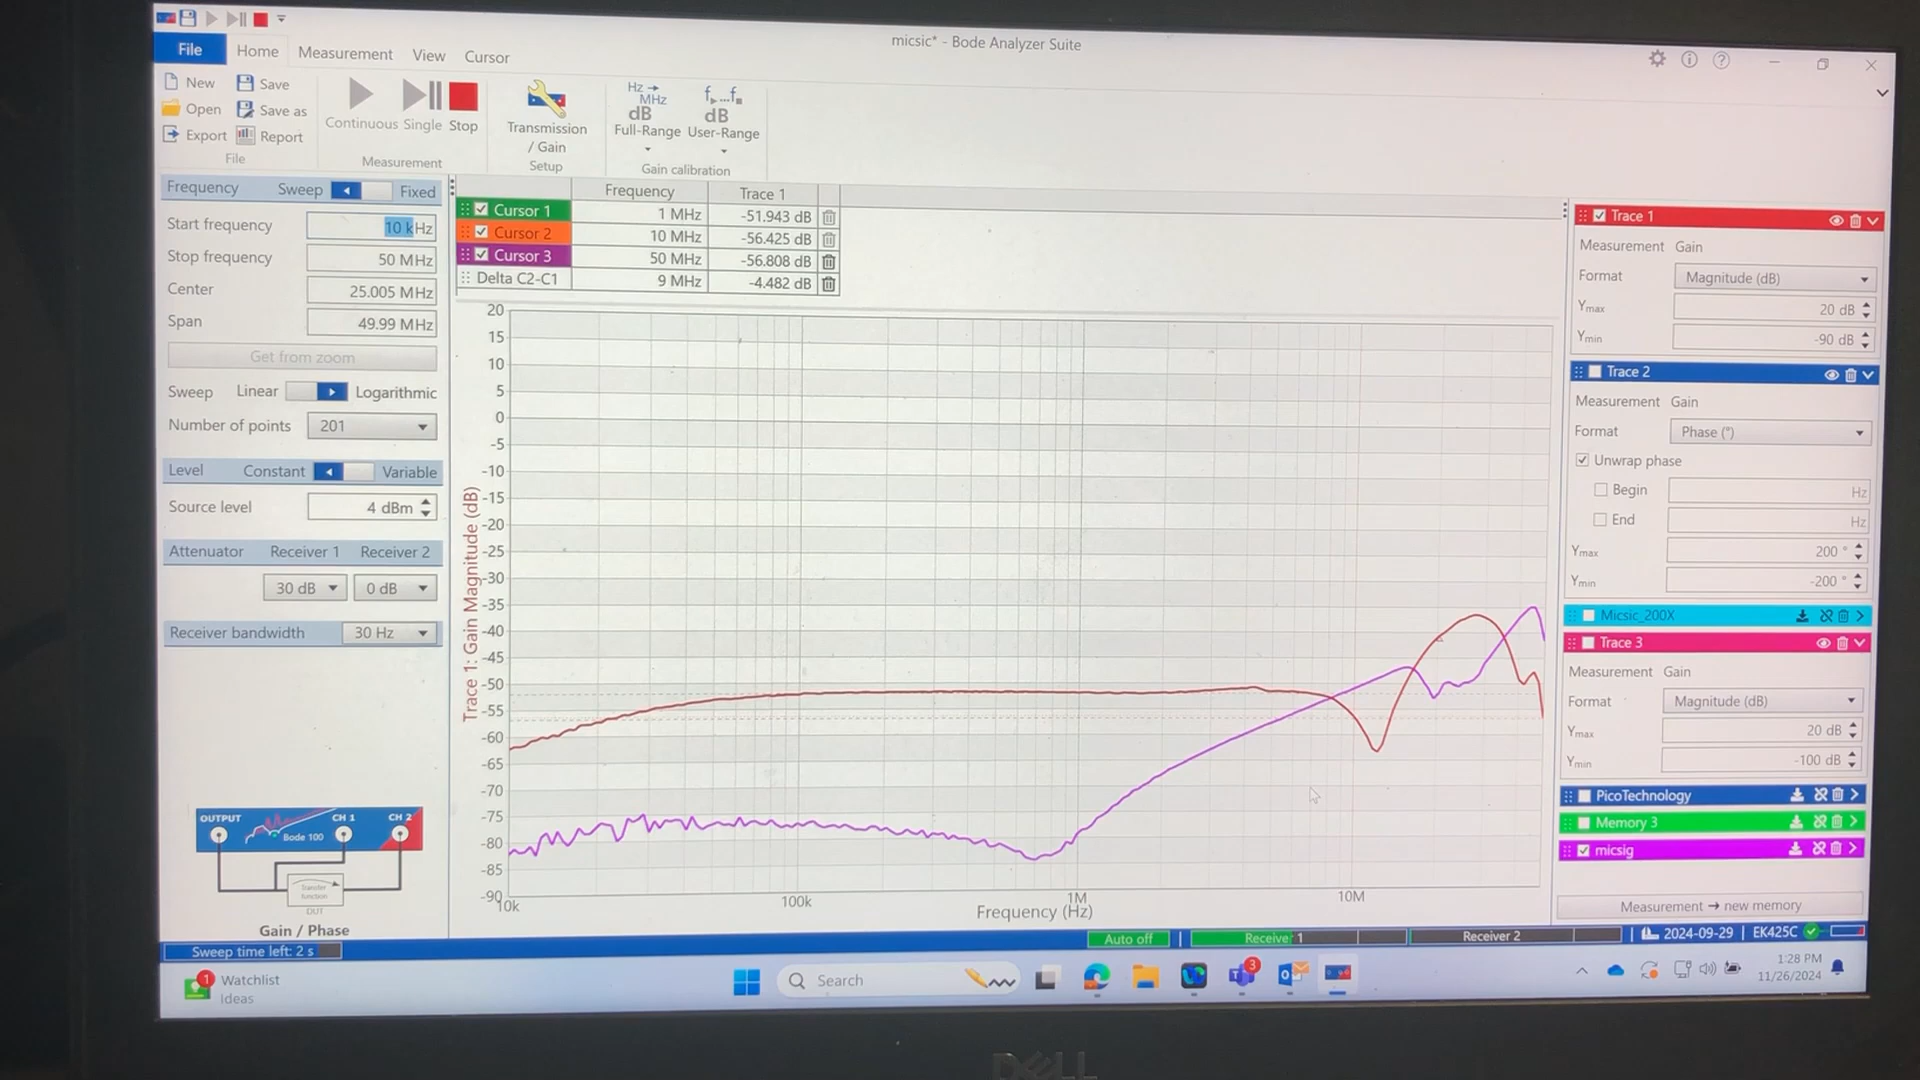 micsic* - Bode Analyzer Suite
File Home Measurement View Cursor
New Save
Open Save as
Export Report
File
Continuous Single Stop
Measurement
Transmission
/ Gain
Setup
Hz
MHz
dB
Full-Range
f...f
dB
User-Range
Gain calibration
Frequency Sweep Fixed
Start frequency 10 kHz
Stop frequency 50 MHz
Center 25.005 MHz
Span 49.99 MHz
Get from zoom
Sweep Linear Logarithmic
Number of points 201
Level Constant Variable
Source level 4 dBm
Attenuator Receiver 1 Receiver 2
30 dB 0 dB
Receiver bandwidth 30 Hz
OUTPUT CH 1 CH 2
Bode 100
Transfer
function
DUT
Gain / Phase
Frequency Trace 1
Cursor 1 1 MHz -51.943 dB
Cursor 2 10 MHz -56.425 dB
Cursor 3 50 MHz -56.808 dB
Delta C2-C1 9 MHz -4.482 dB
Trace 1: Gain Magnitude (dB)
20
15
10
5
0
-5
-10
-15
-20
-25
-30
-35
-40
-45
-50
-55
-60
-65
-70
-75
-80
-85
-90
10k 100k 1M 10M
Frequency (Hz)
Trace 1
Measurement Gain
Format Magnitude (dB)
Ymax 20 dB
Ymin -90 dB
Trace 2
Measurement Gain
Format Phase (°)
Unwrap phase
Begin Hz
End Hz
Ymax 200 °
Ymin -200 °
Micsic_200X
Trace 3
Measurement Gain
Format Magnitude (dB)
Ymax 20 dB
Ymin -100 dB
PicoTechnology
Memory 3
micsig
Measurement → new memory
Sweep time left: 2 s Auto off Receiver 1 Receiver 2 2024-09-29 EK425C
1 Watchlist
Ideas
Search
3
1:28 PM
11/26/2024
DELL